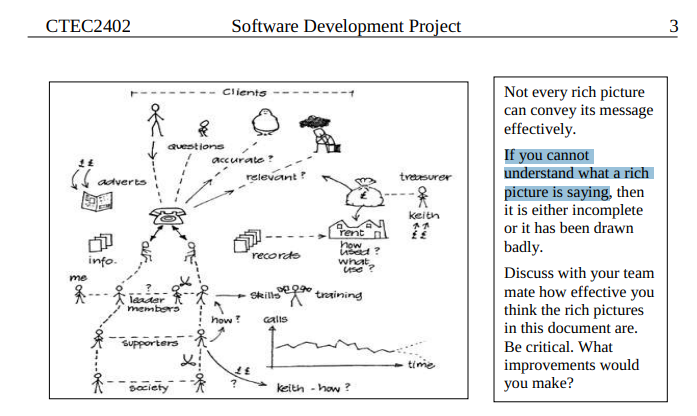 CTEC2402 Software Development Project 3
Clients
questions
accurate ?
relevant ?
££
adverts
treasurer
keith
££
rent
how
used ?
what
use ?
info.
records
me
?
leader
members
skills training
how ?
calls
supporters
time
££
?
society
keith - how ?
Not every rich picture
can convey its message
effectively.
If you cannot
understand what a rich
picture is saying, then
it is either incomplete
or it has been drawn
badly.
Discuss with your team
mate how effective you
think the rich pictures
in this document are.
Be critical. What
improvements would
you make?